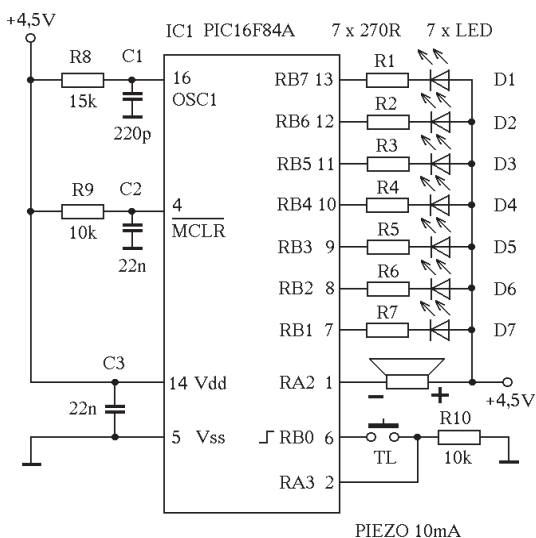 +4,5V
IC1 PIC16F84A 7 x 270R 7 x LED
R8 C1 R1
16 RB7 13 D1
OSC1
15k R2
220p RB6 12 D2
R3
RB5 11 D3
R9 C2 R4
4 RB4 10 D4
10k MCLR R5
22n RB3 9 D5
R6
RB2 8 D6
R7
RB1 7 D7
C3
14 Vdd RA2 1
22n - + +4,5V
R10
5 Vss RB0 6
TL 10k
RA3 2
PIEZO 10mA